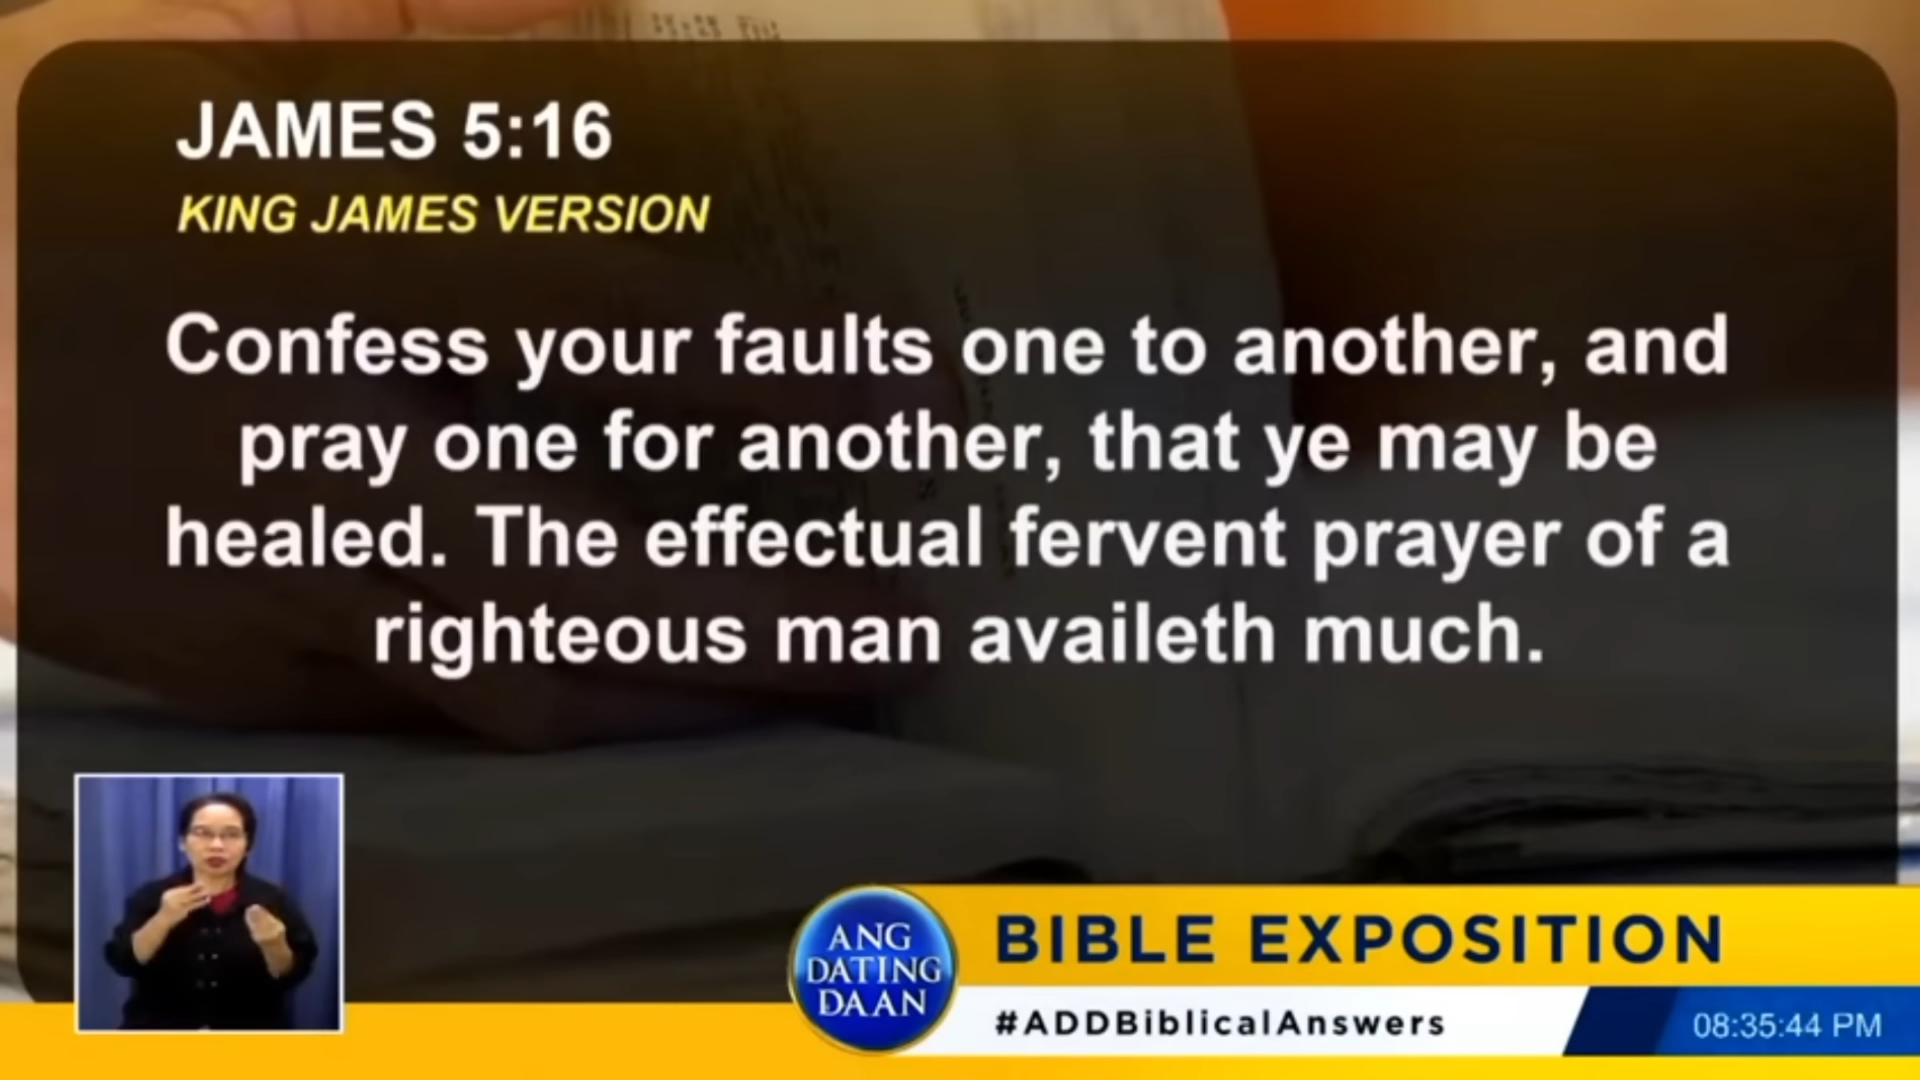 JAMES 5:16
KING JAMES VERSION
Confess your faults one to another, and
pray one for another, that ye may be
healed. The effectual fervent prayer of a
righteous man availeth much.
ANG
DATING
DAAN
BIBLE EXPOSITION
#ADDBiblicalAnswers
08:35:44 PM